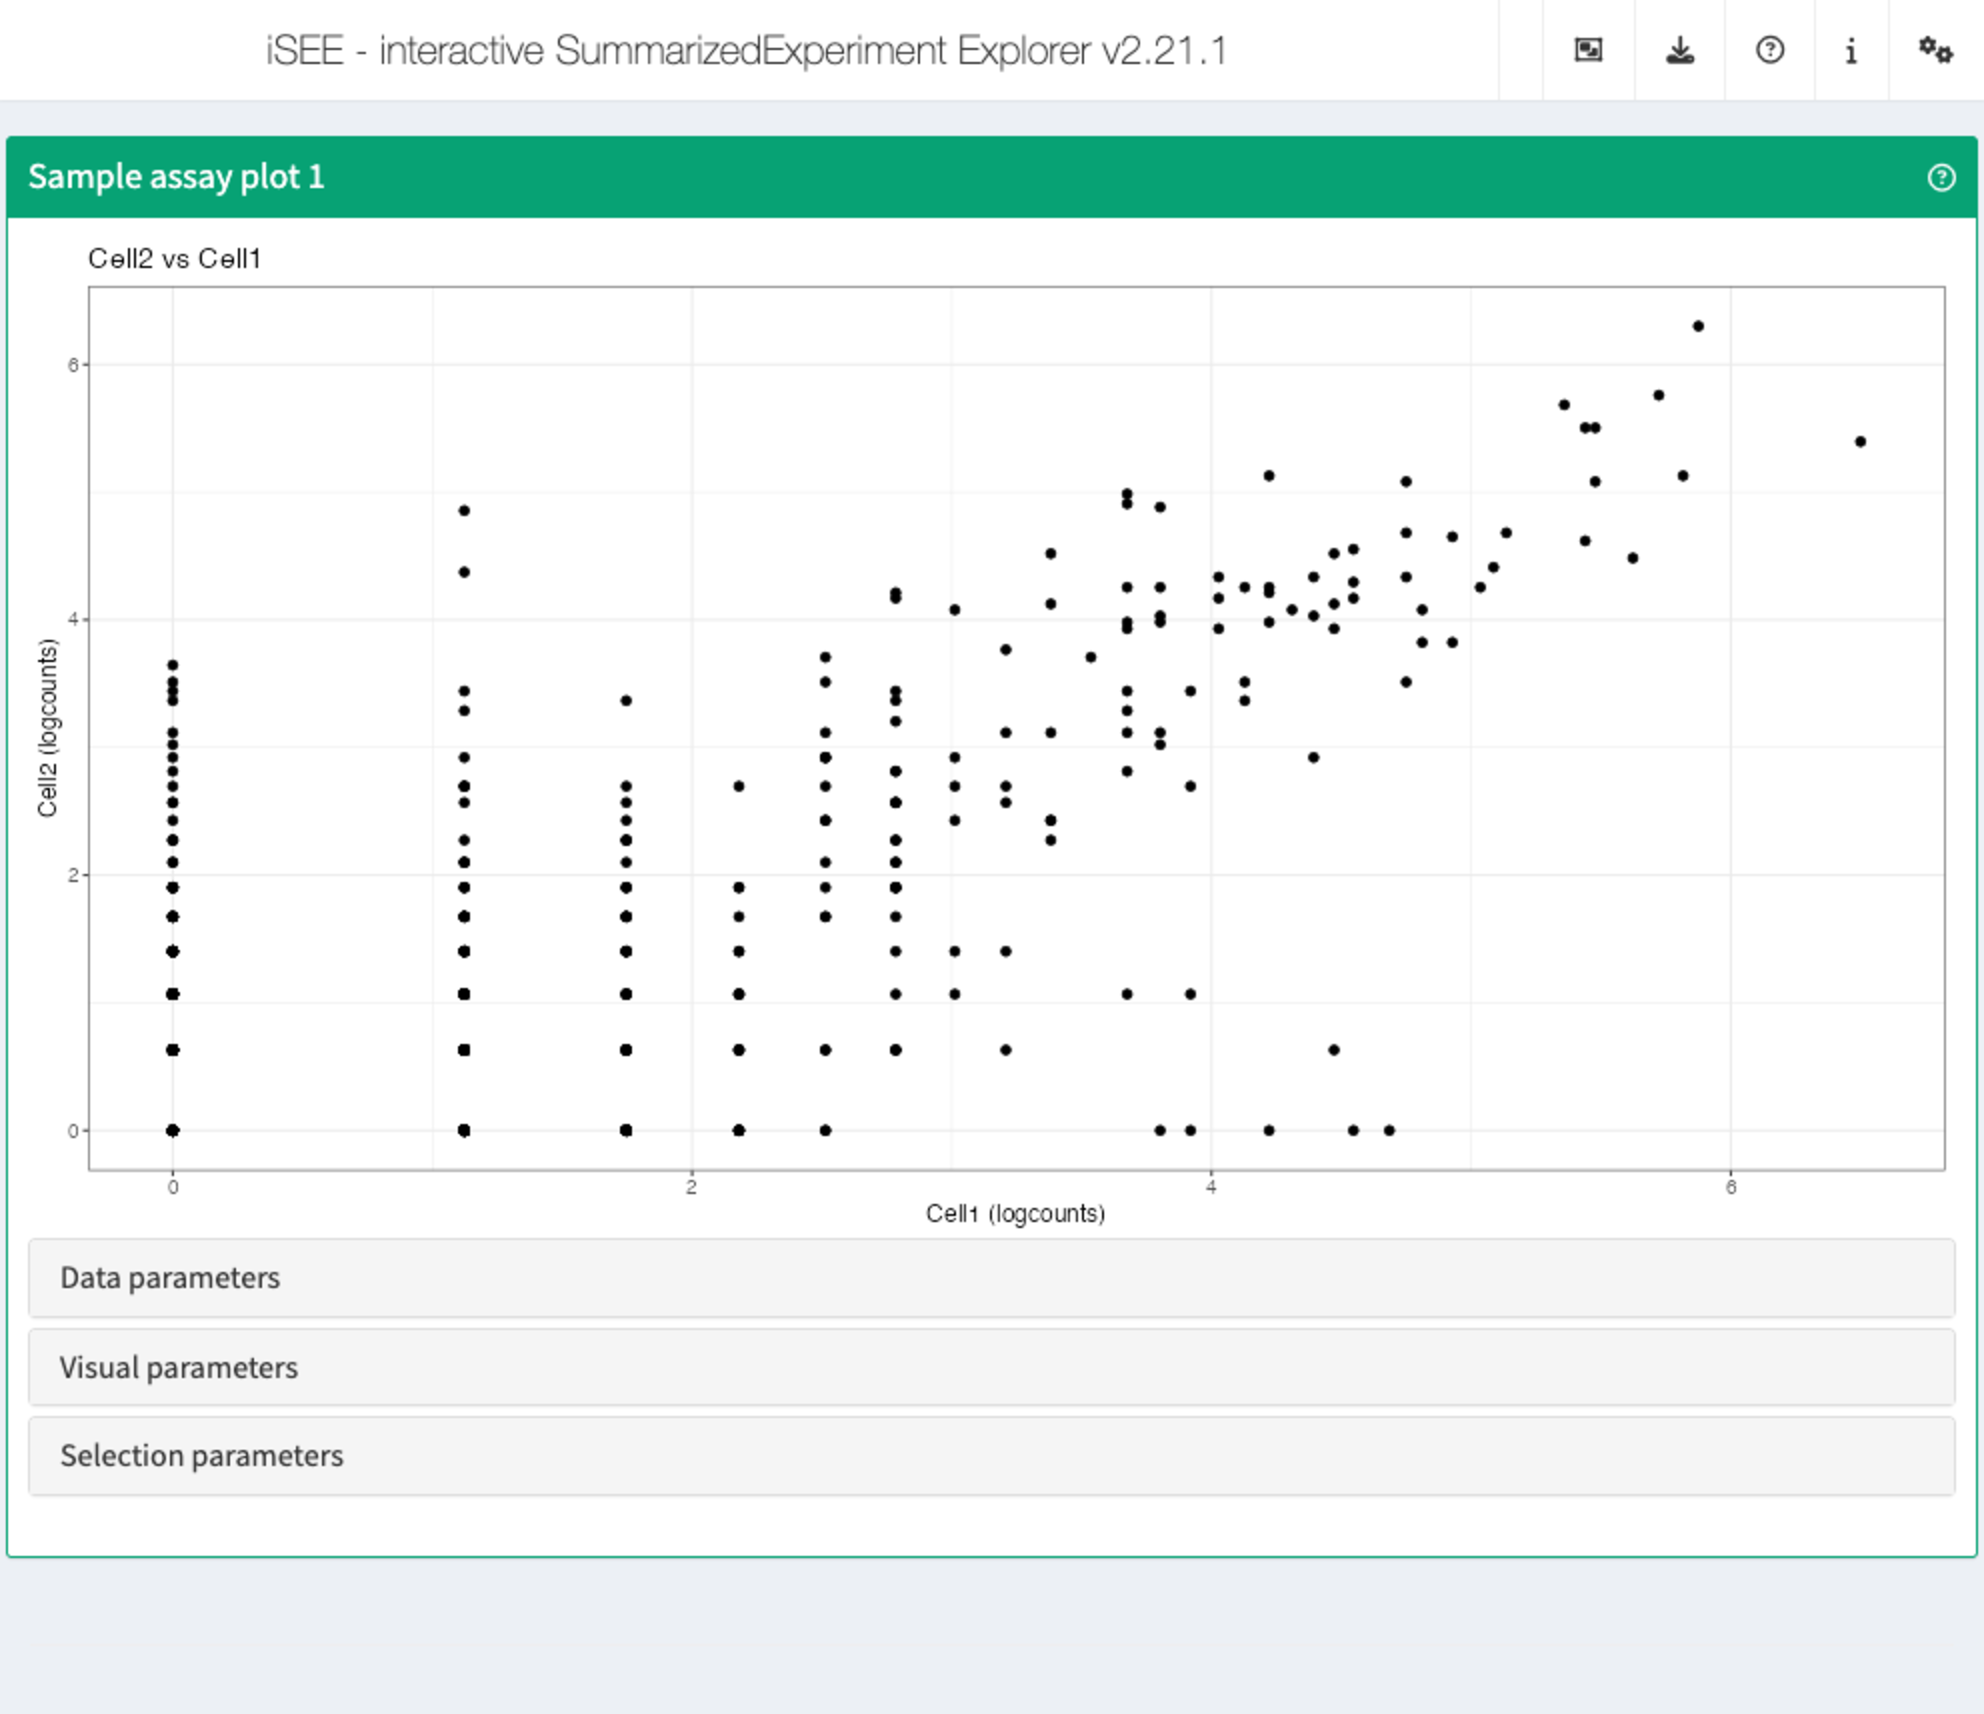 iSEE - interactive SummarizedExperiment Explorer v2.21.1
Sample assay plot 1
Cell2 vs Cell1
6
4
2
0
Cell2 (logcounts)
0 2 4 6
Cell1 (logcounts)
Data parameters
Visual parameters
Selection parameters